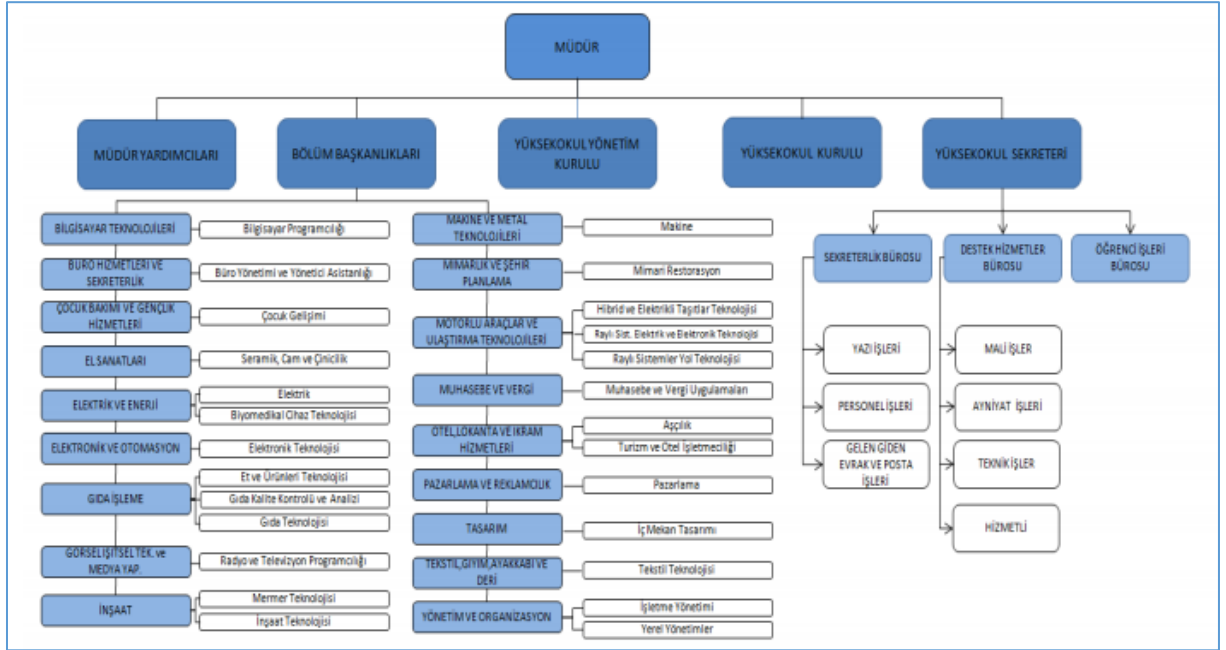 MÜDÜR
MÜDÜR YARDIMCILARI
BÖLÜM BAŞKANLIKLARI
YÜKSEKOKUL YÖNETİM
KURULU
YÜKSEKOKUL KURULU
YÜKSEKOKUL SEKRETERİ
BİLGİSAYAR TEKNOLOJİLERİ
Bilgisayar Programcılığı
BÜRO HİZMETLERİ VE
SEKRETERLİK
Büro Yönetimi ve Yönetici Asistanlığı
ÇOCUK BAKIMI VE GENÇLİK
HİZMETLERİ
Çocuk Gelişimi
EL SANATLARI
Seramik, Cam ve Çinicilik
ELEKTRİK VE ENERJİ
Elektrik
Biyomedikal Cihaz Teknolojisi
ELEKTRONİK VE OTOMASYON
Elektronik Teknolojisi
GIDA İŞLEME
Et ve Ürünleri Teknolojisi
Gıda Kalite Kontrolü ve Analizi
Gıda Teknolojisi
GÖRSEL İŞİTSEL TEK. ve
MEDYA YAP.
Radyo ve Televizyon Programcılığı
İNŞAAT
Mermer Teknolojisi
İnşaat Teknolojisi
MAKİNE VE METAL
TEKNOLOJİLERİ
Makine
MİMARLIK VE ŞEHİR
PLANLAMA
Mimari Restorasyon
MOTORLU ARAÇLAR VE
ULAŞTIRMA TEKNOLOJİLERİ
Hibrid ve Elektrikli Taşıtlar Teknolojisi
Raylı Sist. Elektrik ve Elektronik Teknolojisi
Raylı Sistemler Yol Teknolojisi
MUHASEBE VE VERGİ
Muhasebe ve Vergi Uygulamaları
OTEL,LOKANTA VE İKRAM
HİZMETLERİ
Aşçılık
Turizm ve Otel İşletmeciliği
PAZARLAMA VE REKLAMCILIK
Pazarlama
TASARIM
İç Mekan Tasarımı
TEKSTİL,GİYİM,AYAKKABI VE
DERİ
Tekstil Teknolojisi
YÖNETİM VE ORGANİZASYON
İşletme Yönetimi
Yerel Yönetimler
SEKRETERLİK BÜROSU
YAZI İŞLERİ
PERSONEL İŞLERİ
GELEN GİDEN
EVRAK VE POSTA
İŞLERİ
DESTEK HİZMETLER
BÜROSU
MALİ İŞLER
AYNİYAT İŞLERİ
TEKNİK İŞLER
HİZMETLİ
ÖĞRENCİ İŞLERİ
BÜROSU